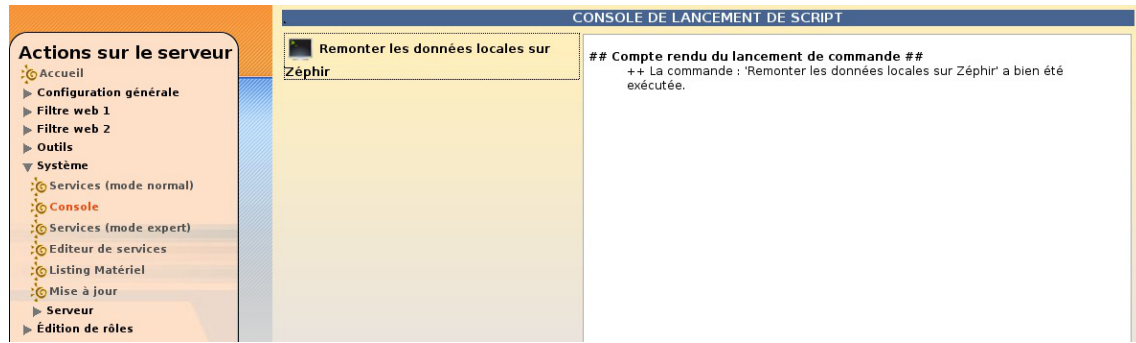 CONSOLE DE LANCEMENT DE SCRIPT
Actions sur le serveur
Accueil
Configuration générale
Filtre web 1
Filtre web 2
Outils
Système
Services (mode normal)
Console
Services (mode expert)
Editeur de services
Listing Matériel
Mise à jour
Serveur
Édition de rôles
Remonter les données locales sur
Zéphir
## Compte rendu du lancement de commande ##
++ La commande : 'Remonter les données locales sur Zéphir' a bien été
exécutée.